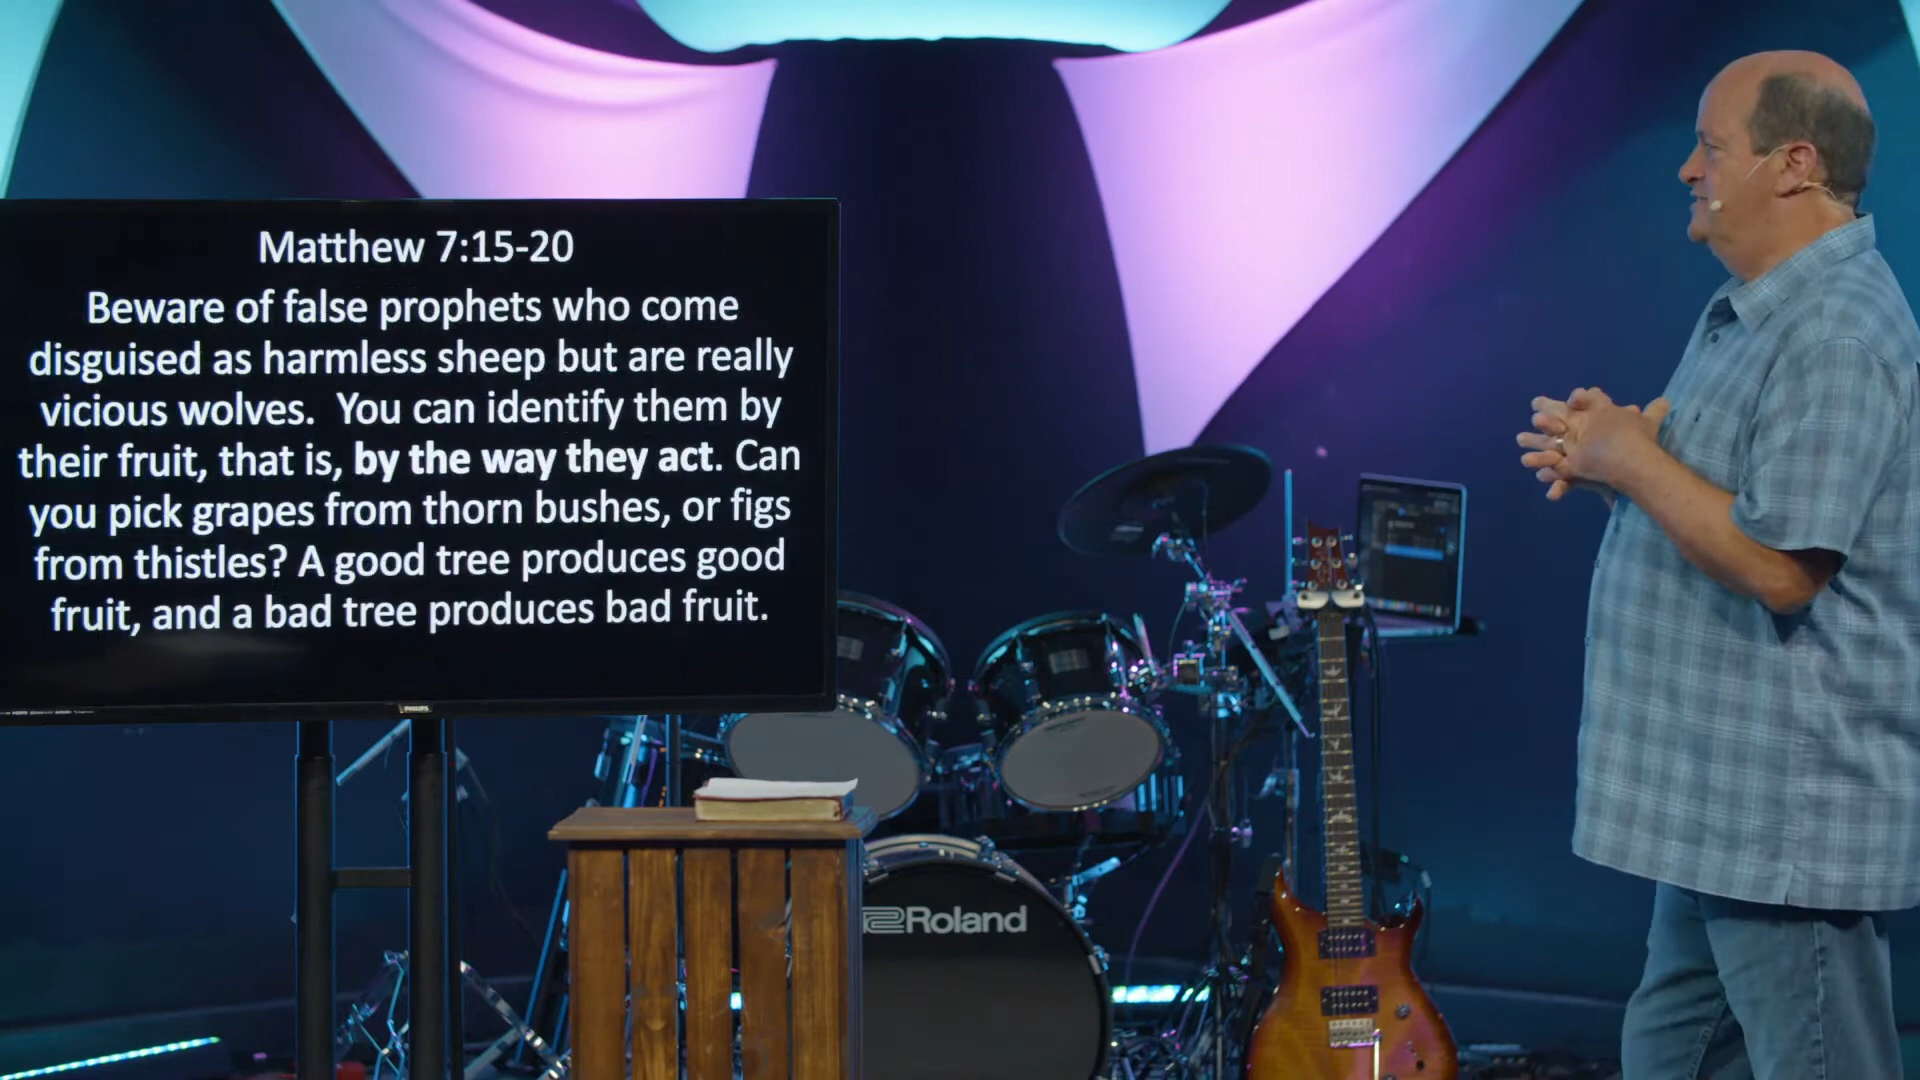 Matthew 7:15-20
Beware of false prophets who come
disguised as harmless sheep but are really
vicious wolves.  You can identify them by
their fruit, that is, by the way they act. Can
you pick grapes from thorn bushes, or figs
from thistles? A good tree produces good
fruit, and a bad tree produces bad fruit.
PHILIPS
Roland